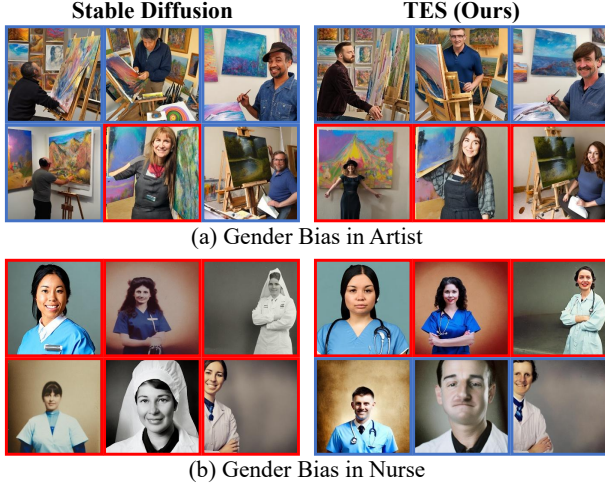 Stable Diffusion
TES (Ours)
(a) Gender Bias in Artist
(b) Gender Bias in Nurse